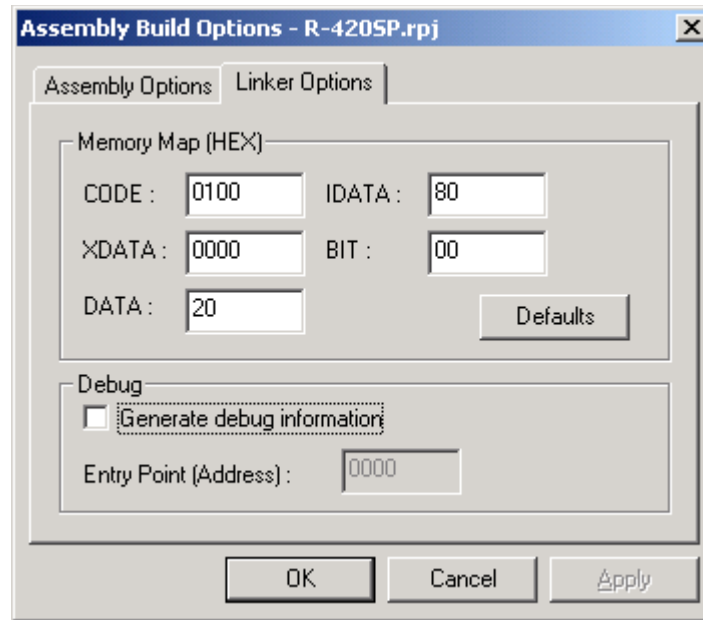 Assembly Build Options - R-420SP.rpj
Assembly Options Linker Options
Memory Map (HEX)
CODE : 0100 IDATA : 80
XDATA : 0000 BIT : 00
DATA : 20 Defaults
Debug
Generate debug information
Entry Point (Address) : 0000
OK Cancel Apply